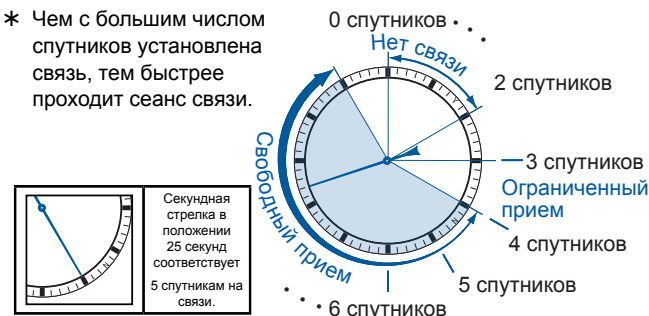 * Чем с большим числом
спутников установлена
связь, тем быстрее
проходит сеанс связи.
0 спутников
Нет связи
2 спутников
3 спутников
Ограниченный
прием
4 спутников
5 спутников
6 спутников
Свободный прием
Секундная
стрелка в
положении
25 секунд
соответствует
5 спутникам на
связи.